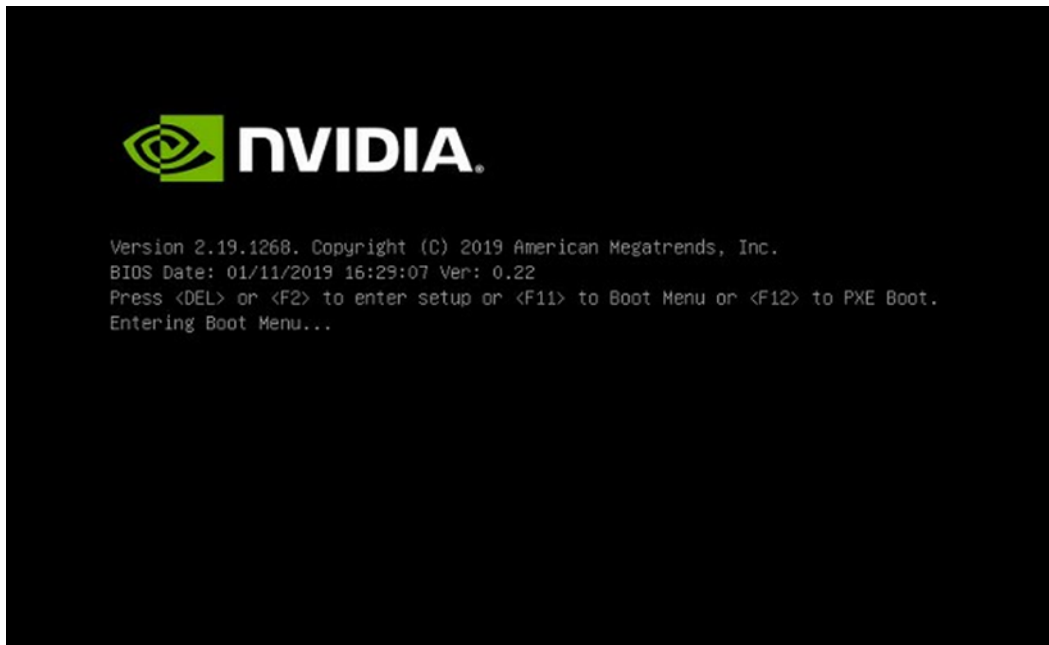 NVIDIA.
Version 2.19.1268. Copyright (C) 2019 American Megatrends, Inc.
BIOS Date: 01/11/2019 16:29:07 Ver: 0.22
Press <DEL> or <F2> to enter setup or <F11> to Boot Menu or <F12> to PXE Boot.
Entering Boot Menu...